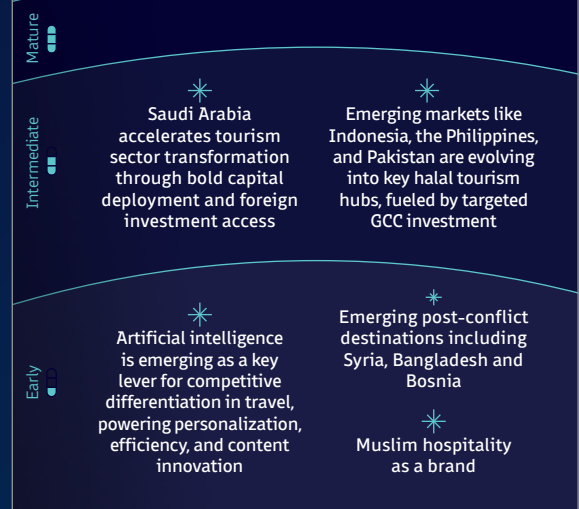 Mature
Intermediate
Saudi Arabia
accelerates tourism
sector transformation
through bold capital
deployment and foreign
investment access
Emerging markets like
Indonesia, the Philippines,
and Pakistan are evolving
into key halal tourism
hubs, fueled by targeted
GCC investment
Early
Artificial intelligence
is emerging as a key
lever for competitive
differentiation in travel,
powering personalization,
efficiency, and content
innovation
Emerging post-conflict
destinations including
Syria, Bangladesh and
Bosnia
Muslim hospitality
as a brand